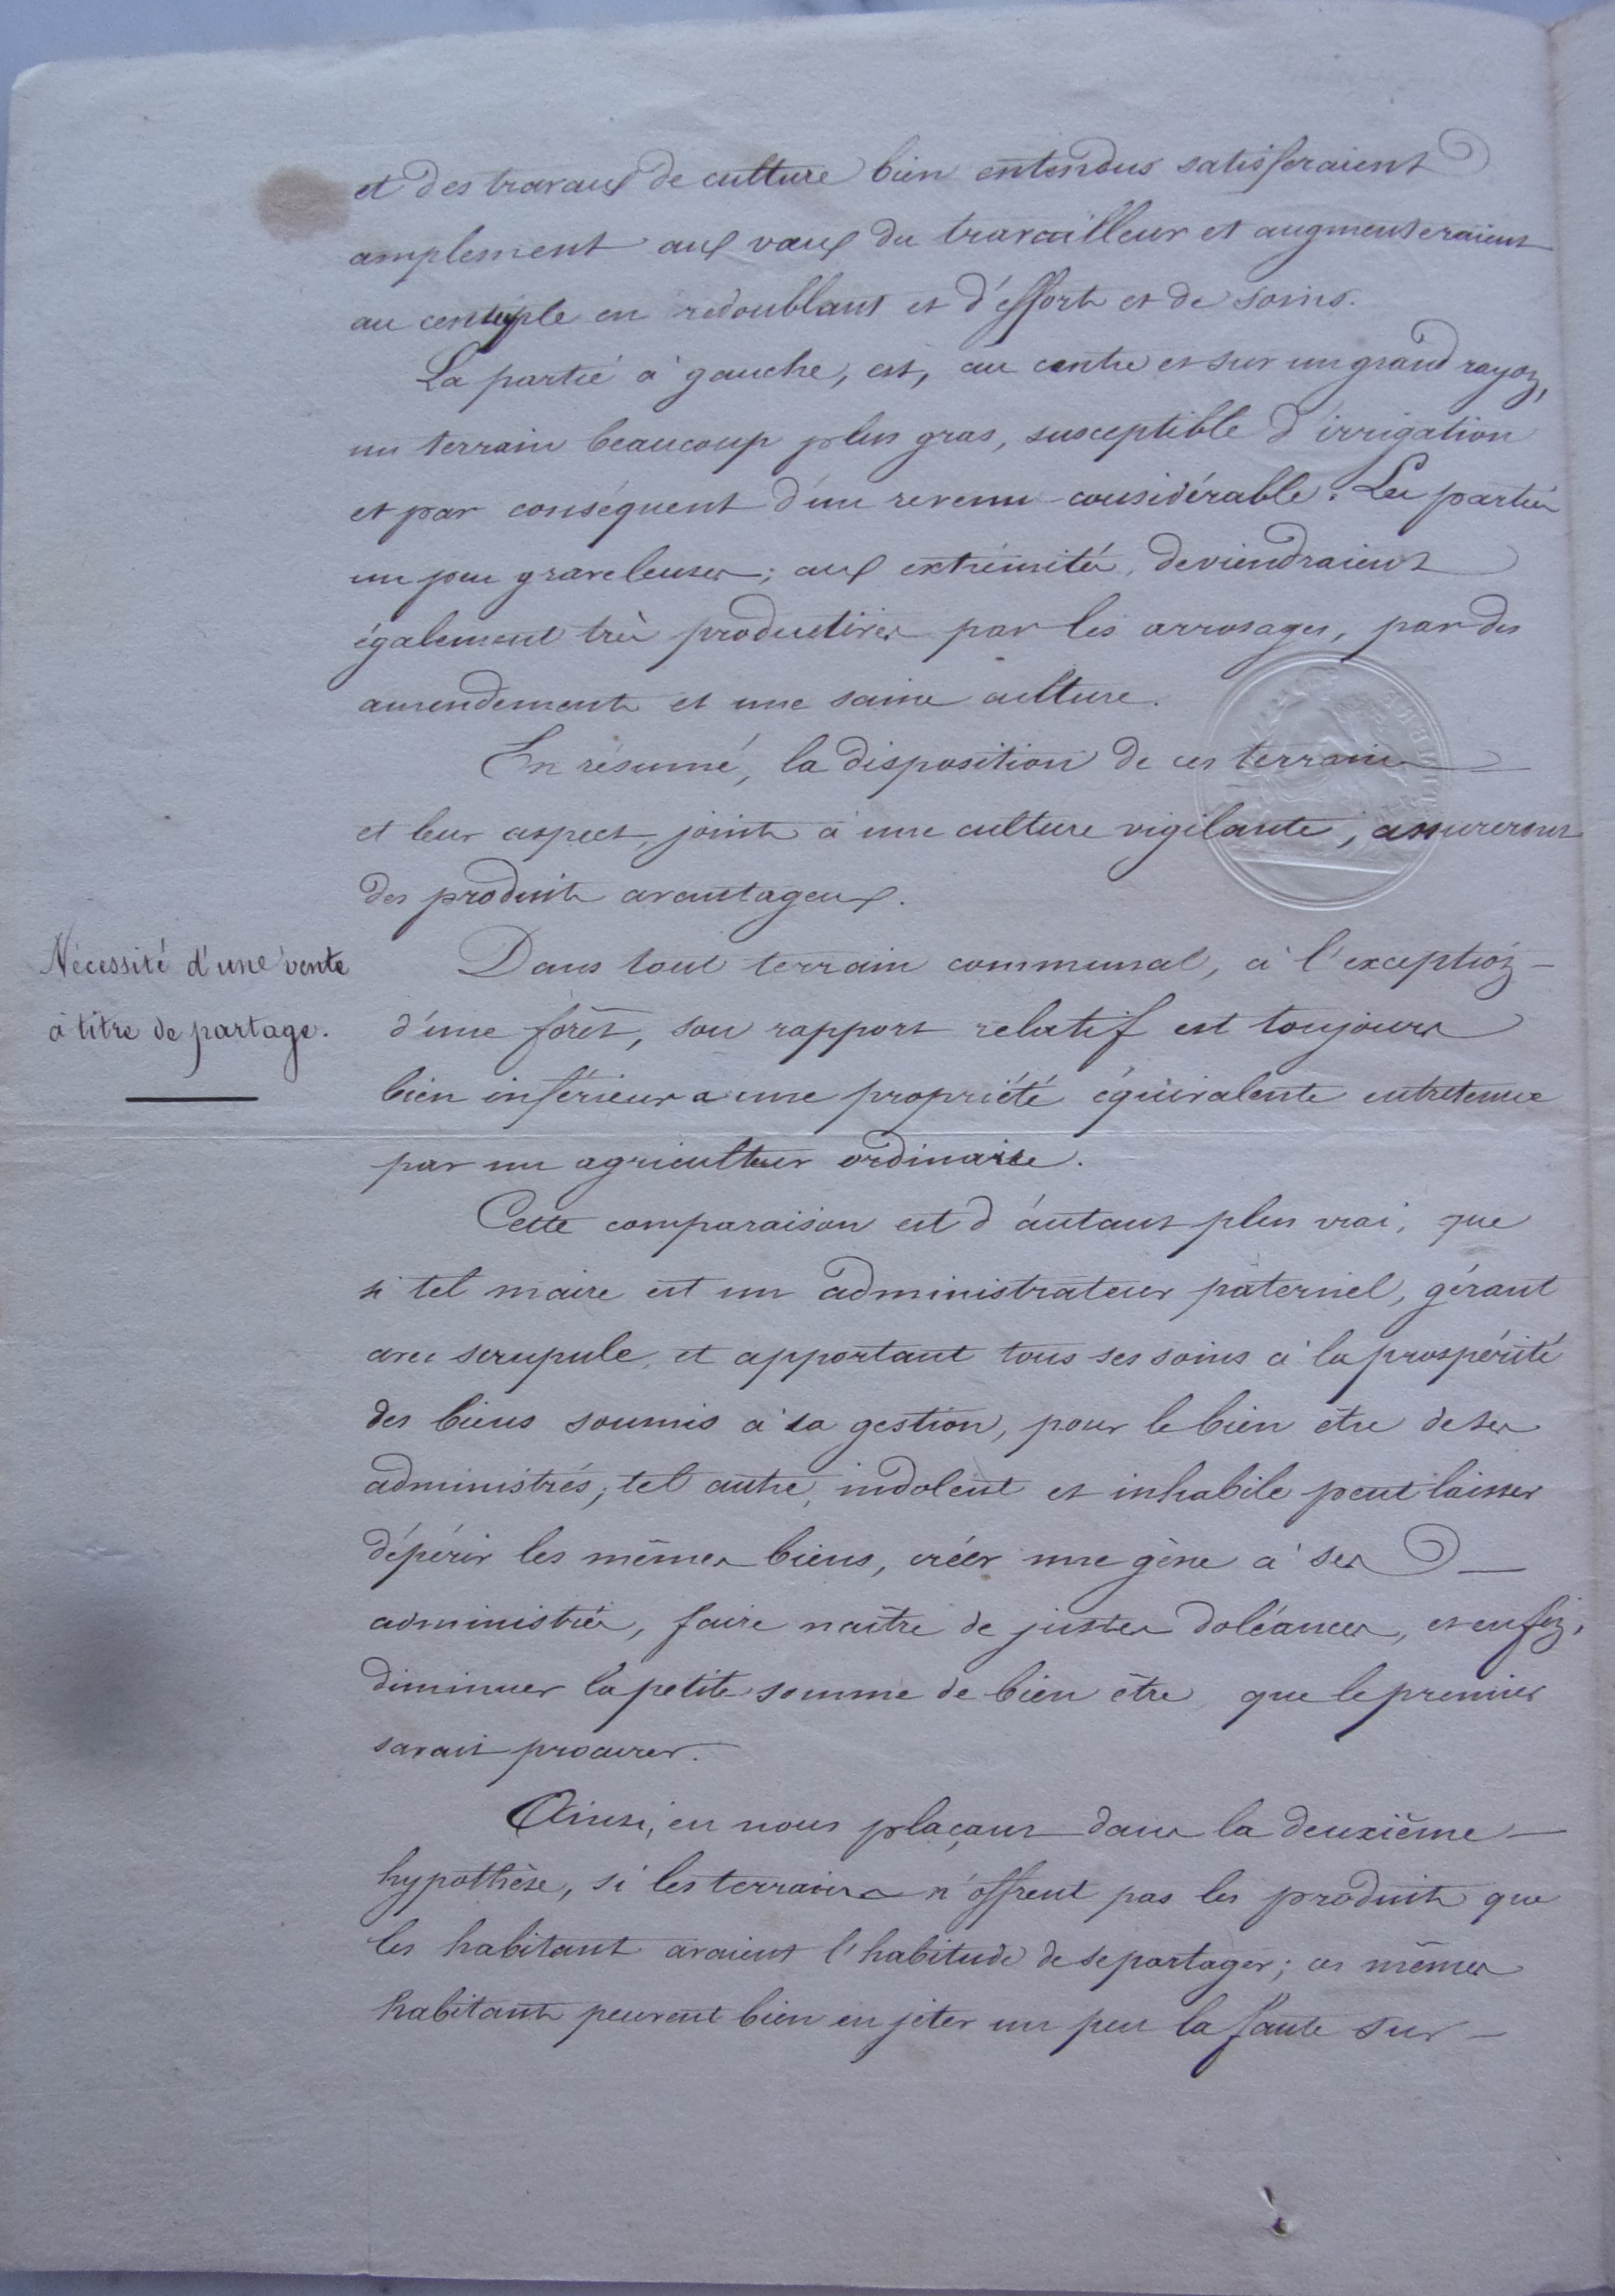 et des travaux de culture bien entendus satisferaient
amplement aux vœux du travailleur et augmenteraient
au centuple en redoublant et d'efforts et de soins.
La partie à gauche, est, au centre et sur un grand rayon,
un terrain beaucoup plus gras, susceptible d'irrigation
et par conséquent d'un revenu considérable. Les parties
un peu graveleuses; aux extrémités, deviendraient
également très productives par les arrosages, par des
amendements et une saine culture.
En résumé, la disposition de ces terrains
et leur aspect, joints à une culture vigilante, assureront
des produits avantageux.
Nécessité d'une vente
à titre de partage.
Dans tout terrain communal, à l'exception
d'une forêt, son rapport relatif est toujours
bien inférieur a une propriété équivalente entretenue
par un agriculteur ordinaire.
Cette comparaison est d'autant plus vrai, que
si tel maire est un administrateur paternel, gérant
avec scrupule, et apportant tous ses soins à la prospérité
des biens soumis à sa gestion, pour le bien être de ses
administrés; tel autre, indolent et inhabile peut laisser
dépérir les mêmes biens, créer une gène à ses
administrés, faire naître de justes doléances, et enfin,
diminuer la petite somme de bien être que le premier
savait procurer.
Ainsi, en nous plaçant dans la deuxième
hypothèse, si les terrains n'offrent pas les produits que
les habitant avaient l'habitude de se partager; ces mêmes
habitants peuvent bien en jeter un peu la faute sur